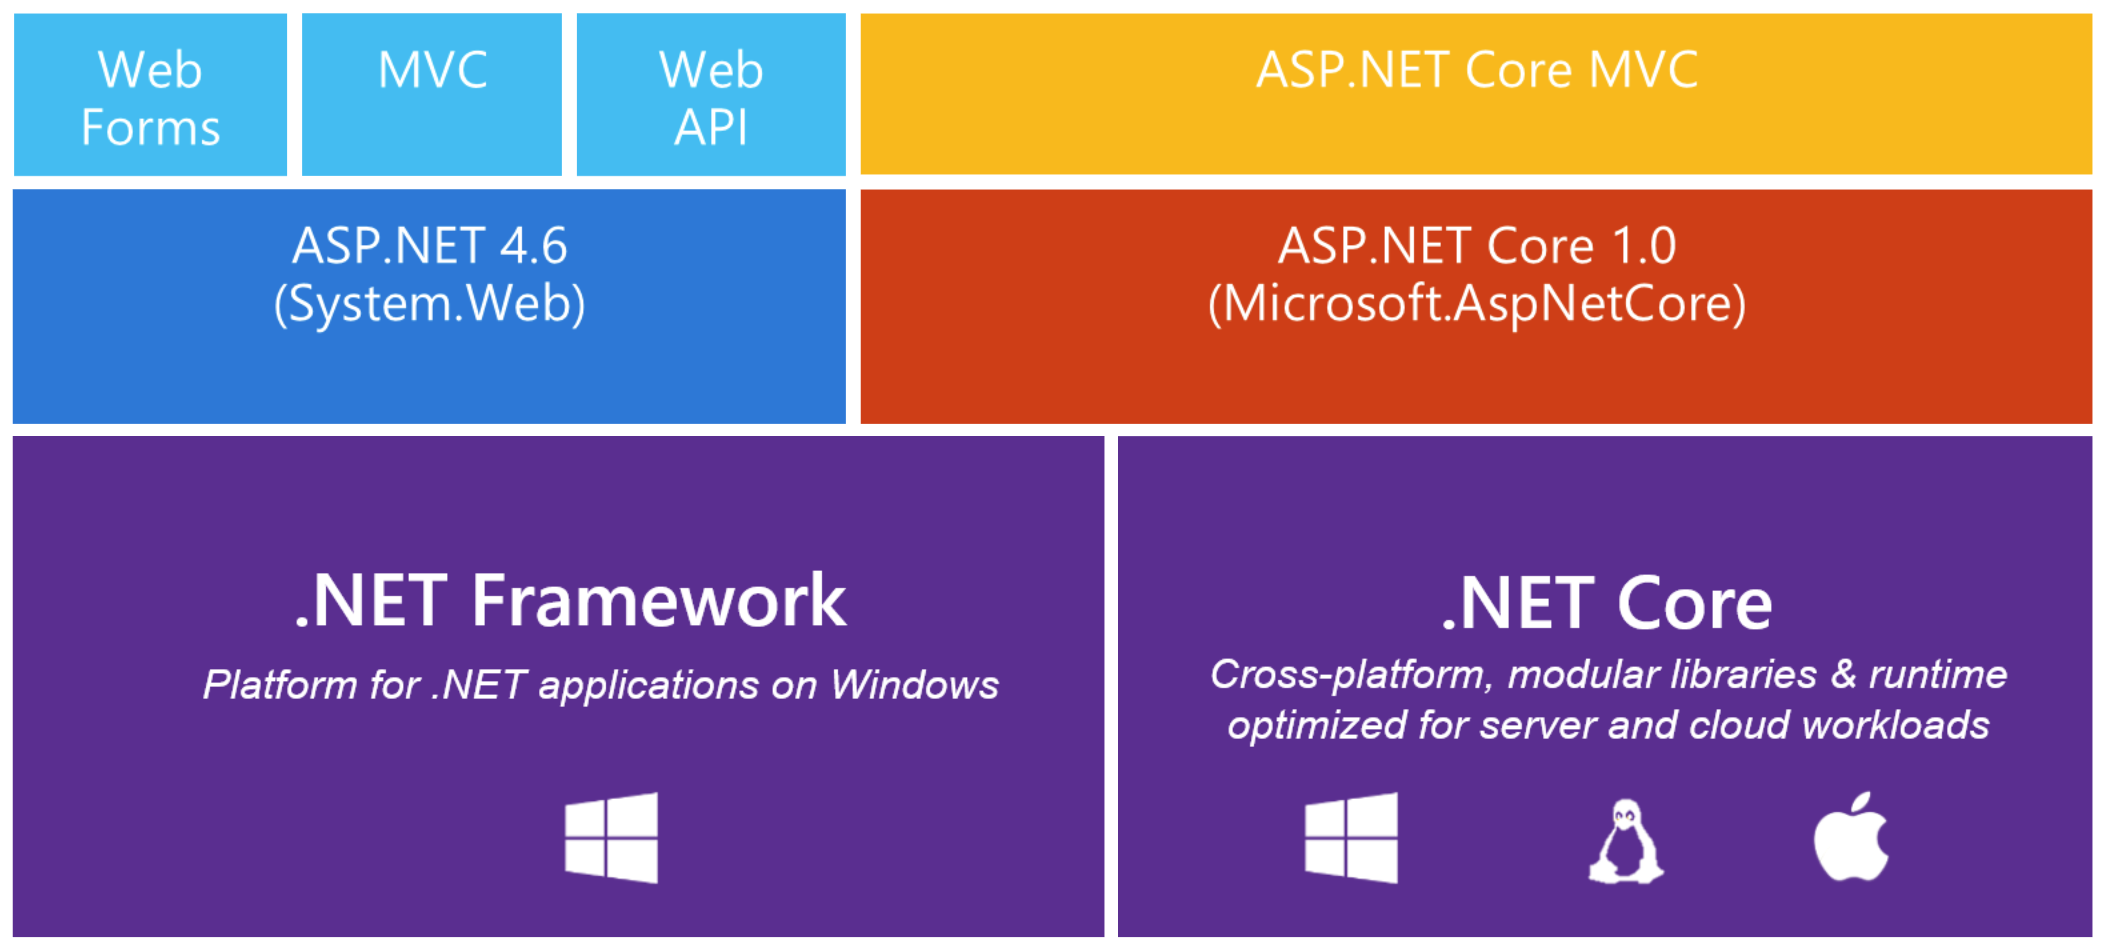 Web
Forms
MVC
Web
API
ASP.NET Core MVC
ASP.NET 4.6
(System.Web)
ASP.NET Core 1.0
(Microsoft.AspNetCore)
.NET Framework
Platform for .NET applications on Windows
.NET Core
Cross-platform, modular libraries & runtime
optimized for server and cloud workloads